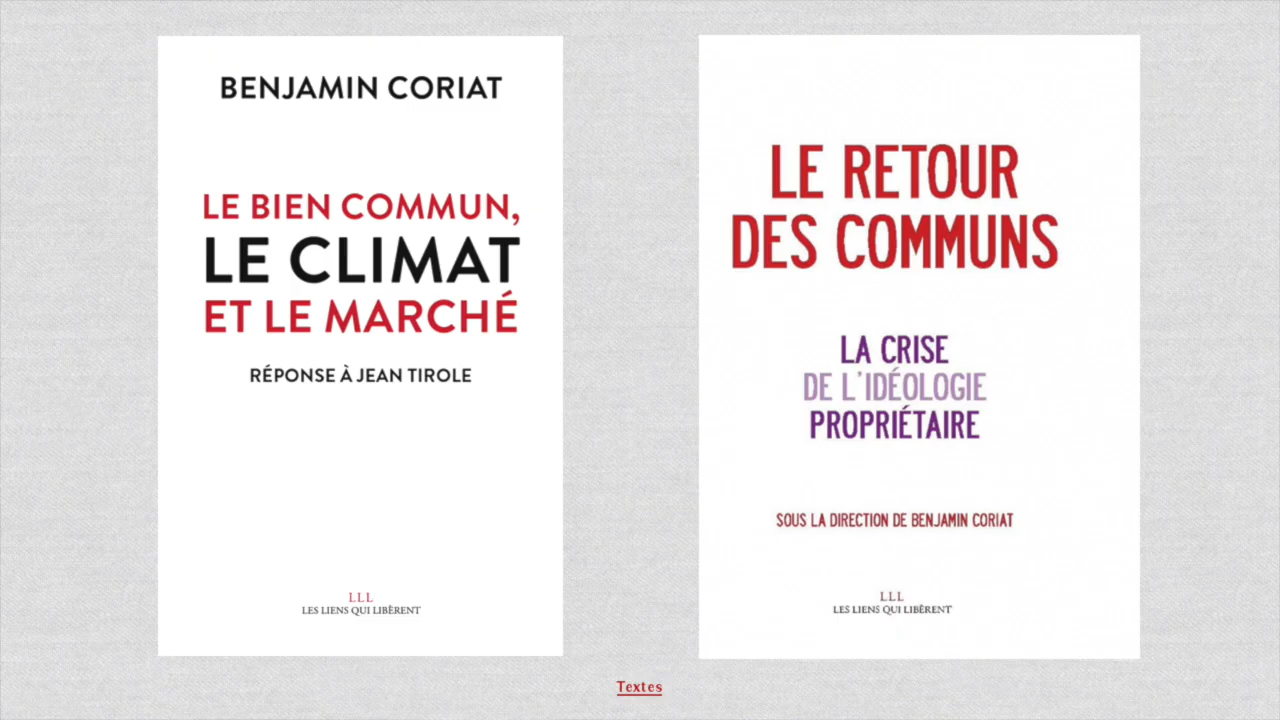 BENJAMIN CORIAT
LE BIEN COMMUN,
LE CLIMAT
ET LE MARCHÉ
RÉPONSE À JEAN TIROLE
LLL
LES LIENS QUI LIBÈRENT
LE RETOUR
DES COMMUNS
LA CRISE
DE L'IDÉOLOGIE
PROPRIÉTAIRE
SOUS LA DIRECTION DE BENJAMIN CORIAT
LLL
LES LIENS QUI LIBÈRENT
Textes